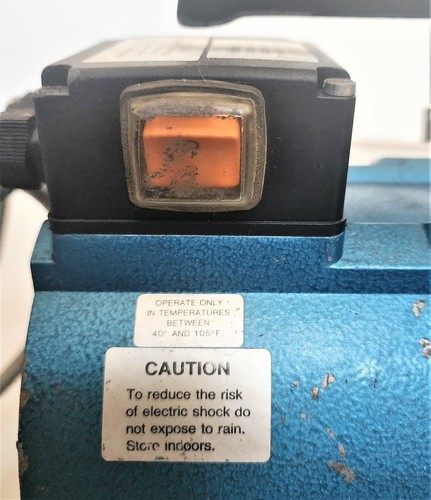 OPERATE ONLY
IN TEMPERATURES
BETWEEN
40° AND 105°F.
CAUTION
To reduce the risk
of electric shock do
not expose to rain.
Store indoors.